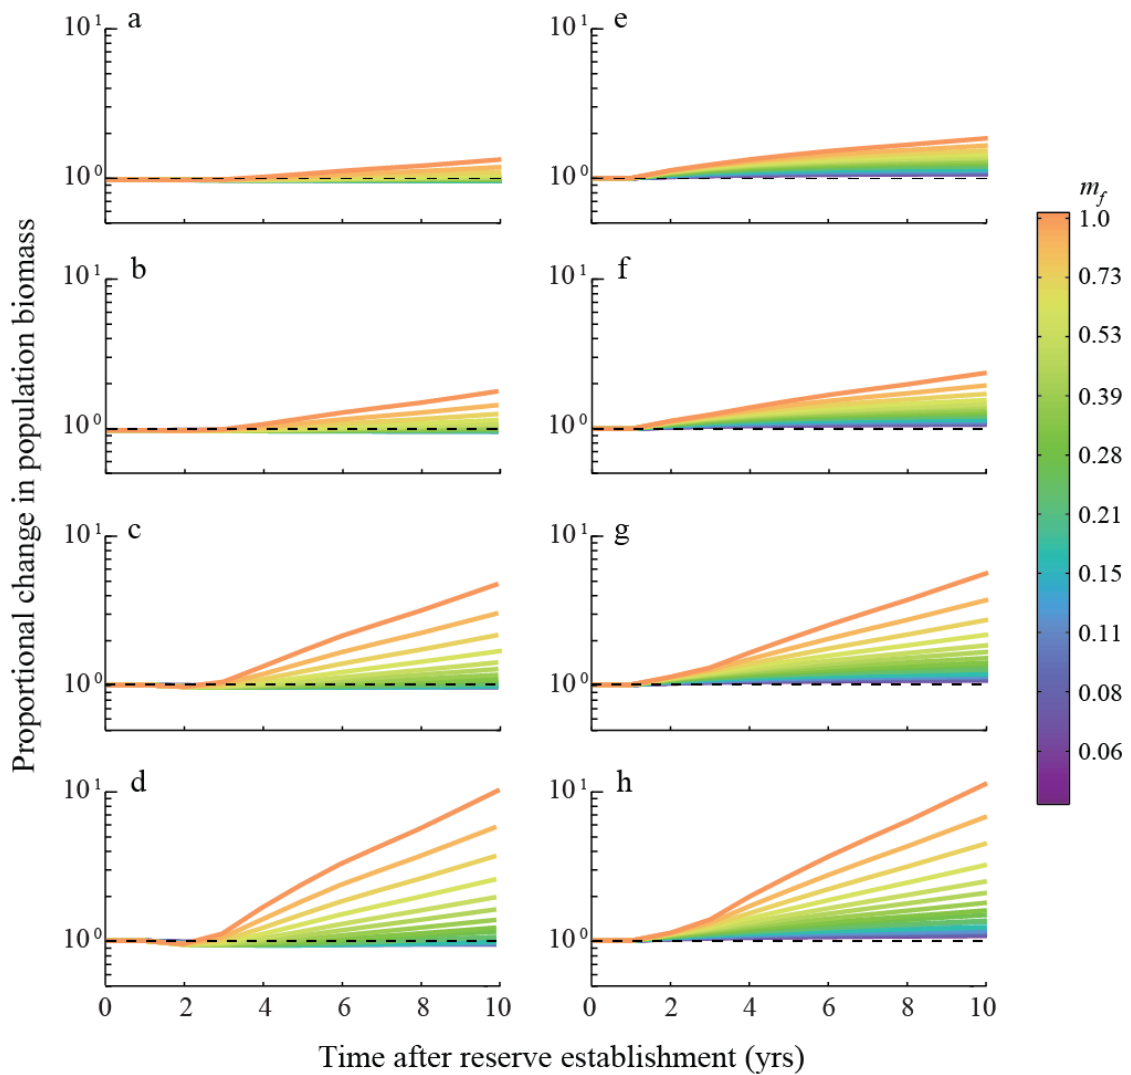 Proportional change in population biomass
a
10¹
10⁰
e
10¹
10⁰
b
10¹
10⁰
f
10¹
10⁰
c
10¹
10⁰
g
10¹
10⁰
d
10¹
10⁰
0 2 4 6 8 10
h
10¹
10⁰
0 2 4 6 8 10
Time after reserve establishment (yrs)
m_f
1.0
0.73
0.53
0.39
0.28
0.21
0.15
0.11
0.08
0.06